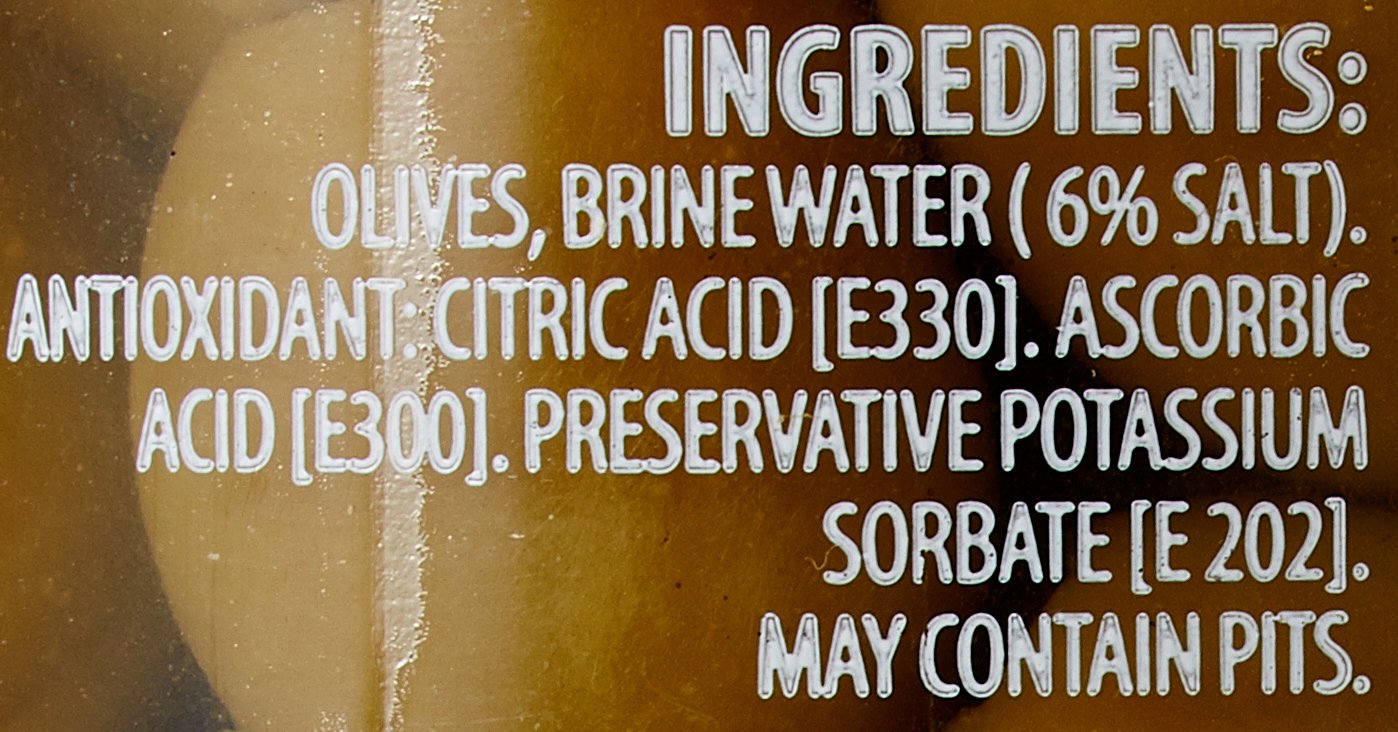 INGREDIENTS:
OLIVES, BRINE WATER ( 6% SALT).
ANTIOXIDANT: CITRIC ACID [E330]. ASCORBIC
ACID [E300]. PRESERVATIVE POTASSIUM
SORBATE [E 202].
MAY CONTAIN PITS.